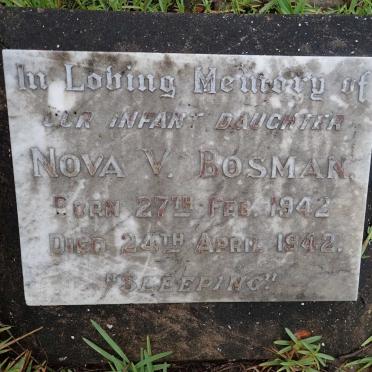 In Loving Memory of
OUR INFANT DAUGHTER
NOVA V. BOSMAN.
BORN 27TH FEB. 1942
DIED 24TH APRIL 1942.
"SLEEPING"